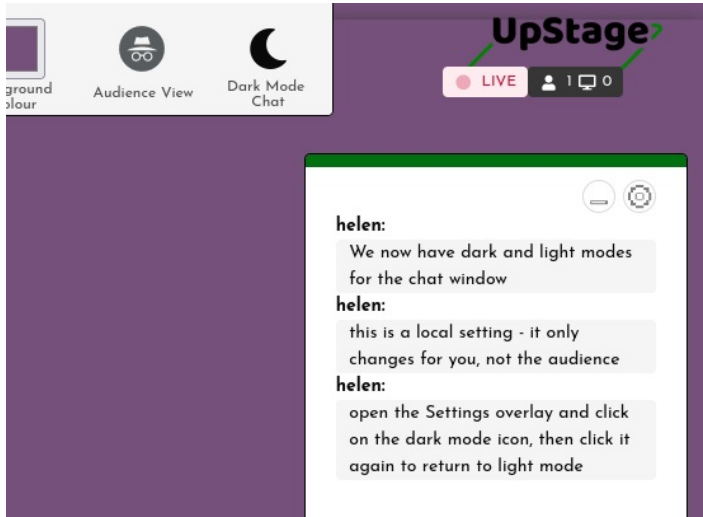 UpStage
LIVE
1 0
Audience View
Dark Mode
Chat
helen:
We now have dark and light modes
for the chat window
helen:
this is a local setting - it only
changes for you, not the audience
helen:
open the Settings overlay and click
on the dark mode icon, then click it
again to return to light mode